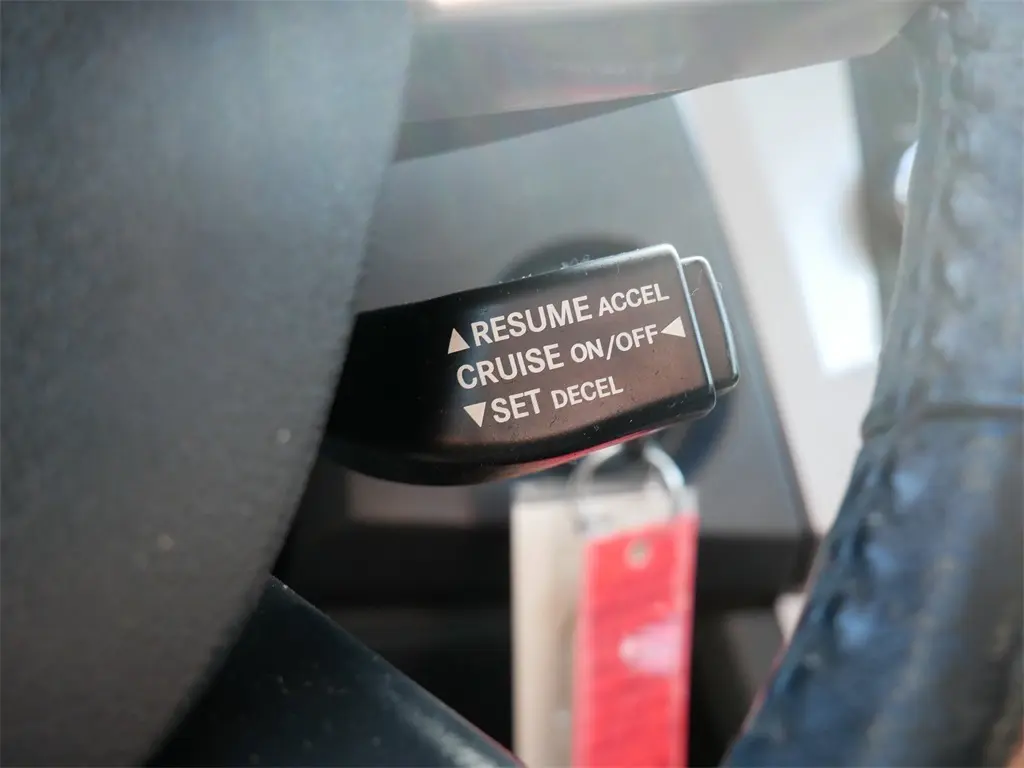 ▲RESUME ACCEL
CRUISE ON/OFF◀
▼SET DECEL